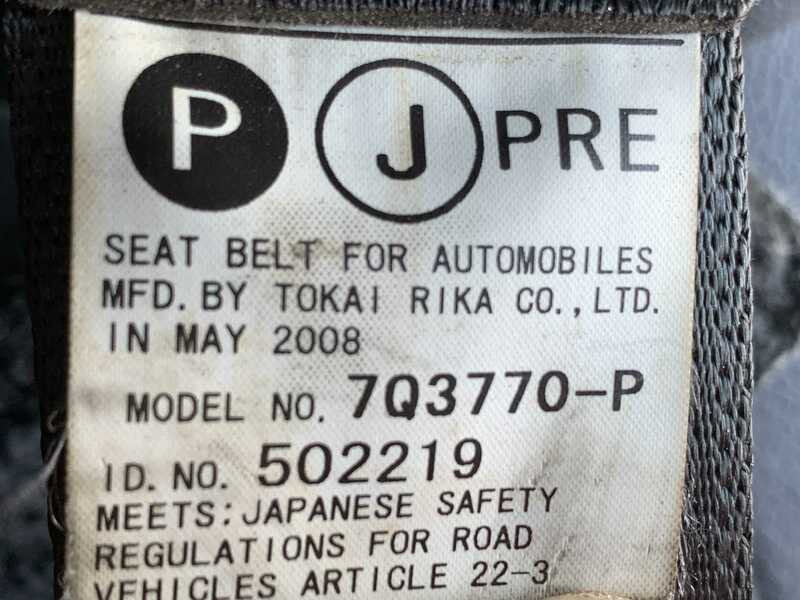 P J PRE
SEAT BELT FOR AUTOMOBILES
MFD. BY TOKAI RIKA CO., LTD.
IN MAY 2008
MODEL NO. 7Q3770-P
ID. NO. 502219
MEETS: JAPANESE SAFETY
REGULATIONS FOR ROAD
VEHICLES ARTICLE 22-3